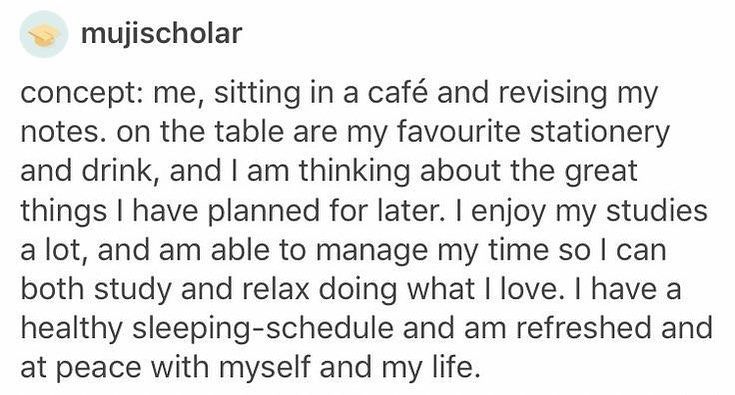 mujischolar
concept: me, sitting in a café and revising my
notes. on the table are my favourite stationery
and drink, and I am thinking about the great
things I have planned for later. I enjoy my studies
a lot, and am able to manage my time so I can
both study and relax doing what I love. I have a
healthy sleeping-schedule and am refreshed and
at peace with myself and my life.